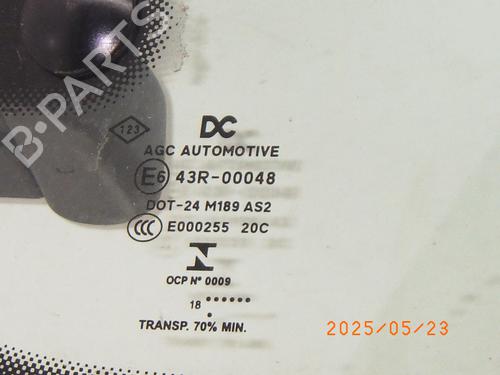 B-PARTS
123
DC
AGC AUTOMOTIVE
E6 43R-00048
DOT-24 M189 AS2
CCC E000255 20C
N
OCP Nº 0009
18 .......
TRANSP. 70% MIN.
2025/05/23